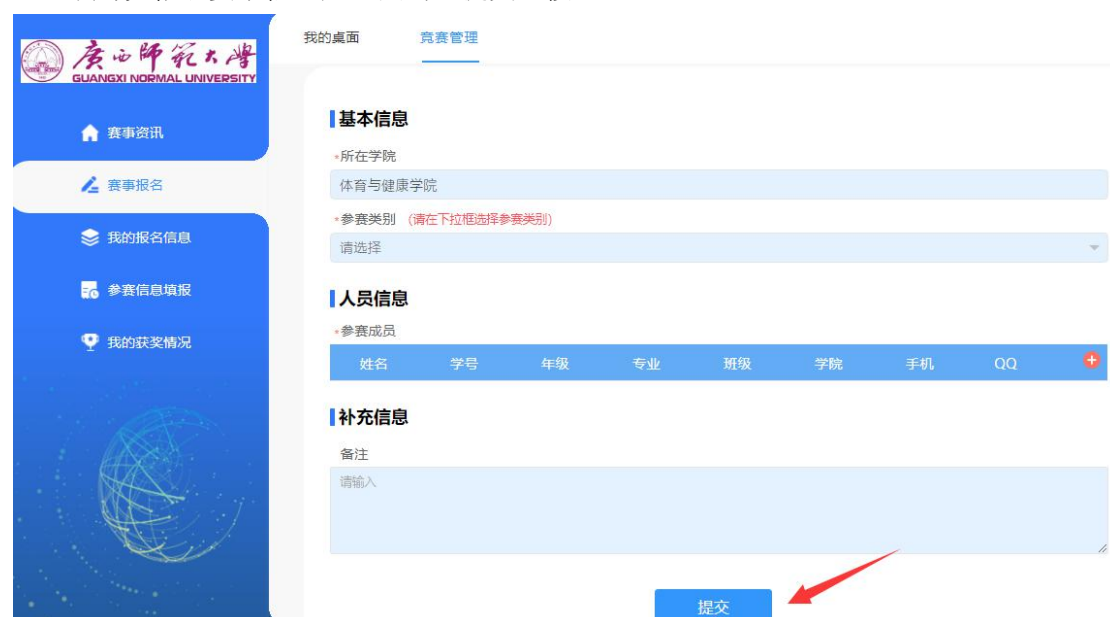 我的桌面 竞赛管理
广西师范大学
GUANGXI NORMAL UNIVERSITY
赛事资讯
赛事报名
我的报名信息
参赛信息填报
我的获奖情况
基本信息
*所在学院
体育与健康学院
*参赛类别 (请在下拉框选择参赛类别)
请选择
人员信息
*参赛成员
姓名 学号 年级 专业 班级 学院 手机 QQ
补充信息
备注
请输入
提交